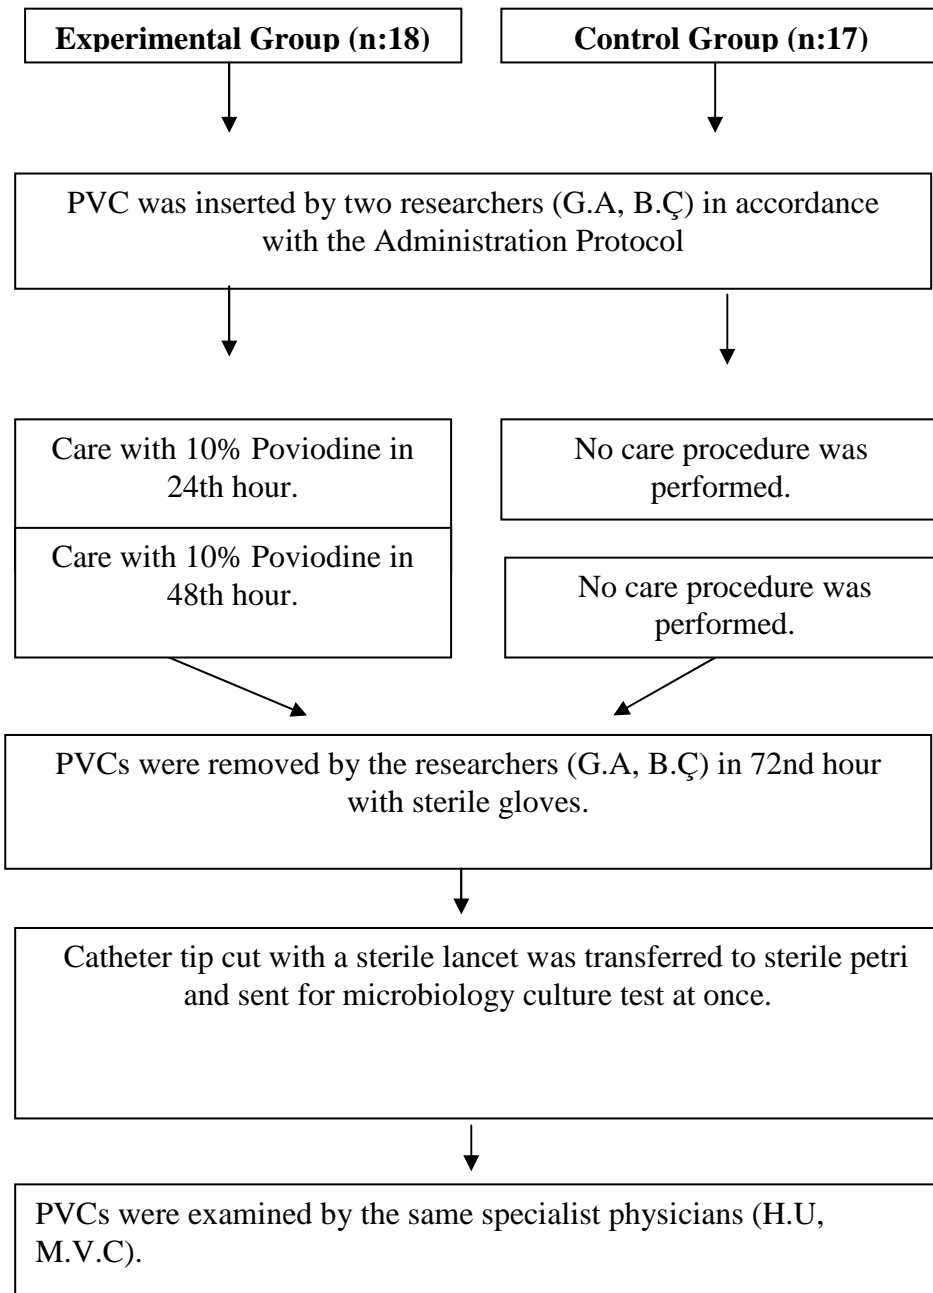 Experimental Group (n:18)
Control Group (n:17)
PVC was inserted by two researchers (G.A, B.Ç) in accordance
with the Administration Protocol
Care with 10% Poviodine in
24th hour.
No care procedure was
performed.
Care with 10% Poviodine in
48th hour.
No care procedure was
performed.
PVCs were removed by the researchers (G.A, B.Ç) in 72nd hour
with sterile gloves.
Catheter tip cut with a sterile lancet was transferred to sterile petri
and sent for microbiology culture test at once.
PVCs were examined by the same specialist physicians (H.U,
M.V.C).